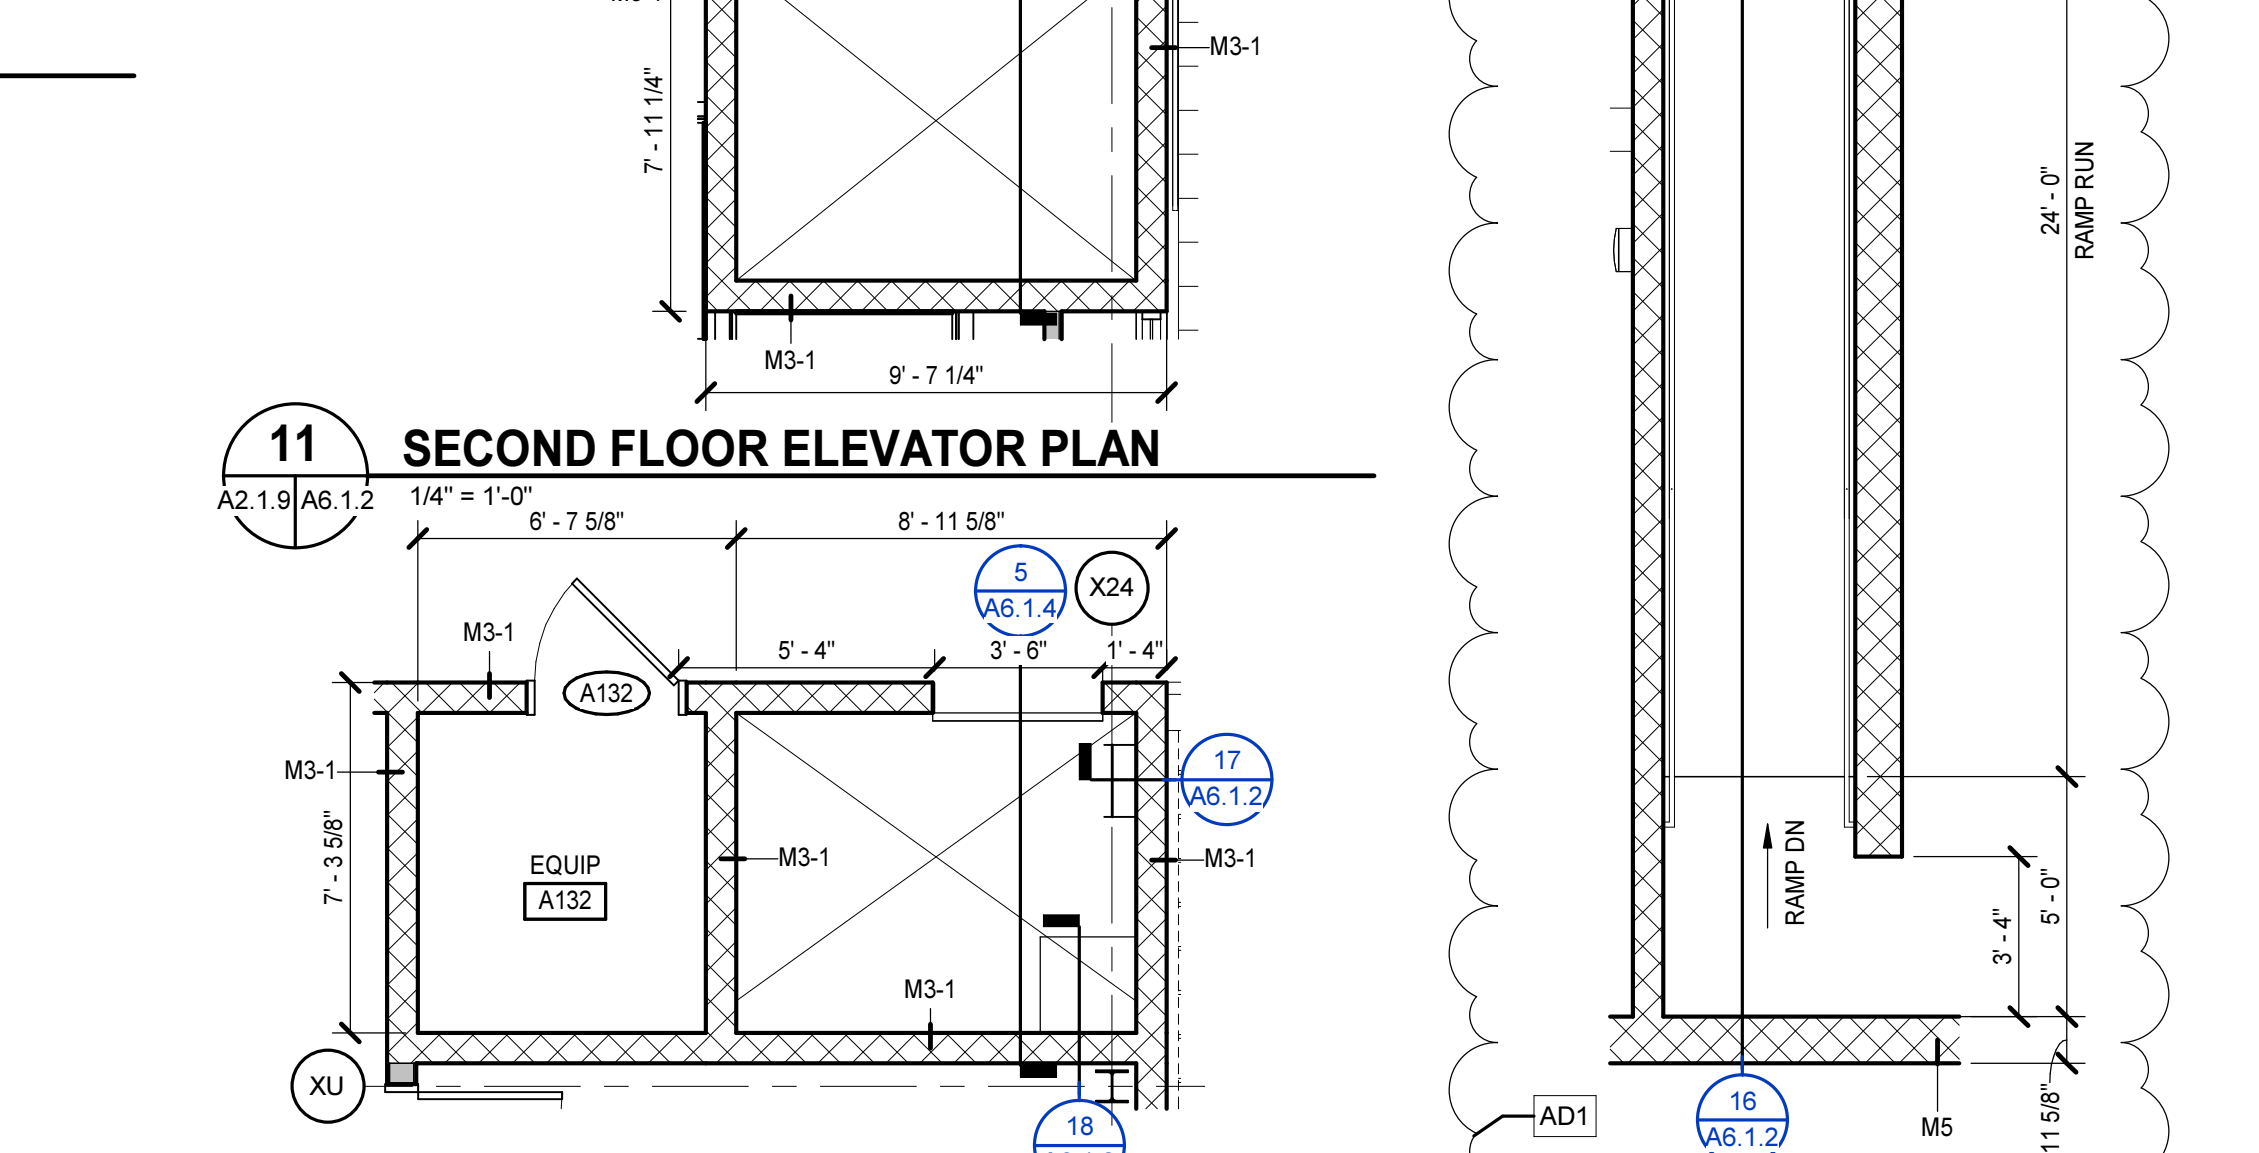 M3-1
7' - 11 1/4"
M3-1
9' - 7 1/4"
11
A2.1.9 A6.1.2
SECOND FLOOR ELEVATOR PLAN
1/4" = 1'-0"
6' - 7 5/8"
8' - 11 5/8"
5
A6.1.4
X24
M3-1
5' - 4"
3' - 6"
1' - 4"
A132
M3-1
17
A6.1.2
7' - 3 5/8"
M3-1
M3-1
EQUIP
A132
M3-1
XU
18
24' - 0"
RAMP RUN
RAMP DN
3' - 4"
5' - 0"
AD1
16
A6.1.2
M5
11 5/8"